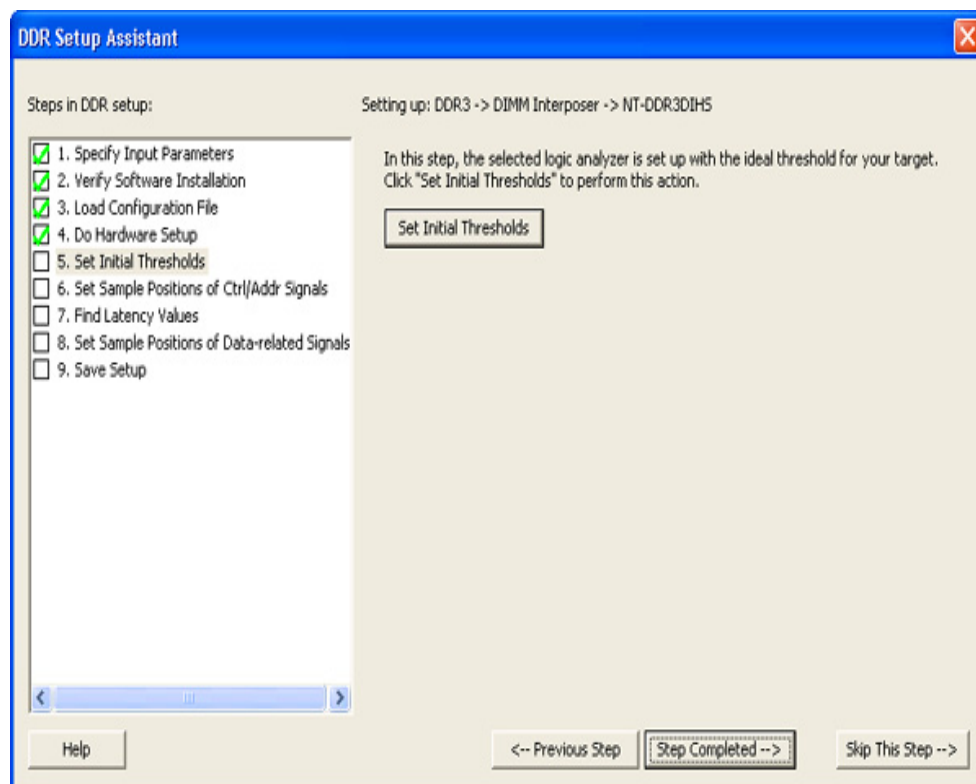 DDR Setup Assistant
Steps in DDR setup:
Setting up: DDR3 -> DIMM Interposer -> NT-DDR3DIHS
1. Specify Input Parameters
2. Verify Software Installation
3. Load Configuration File
4. Do Hardware Setup
5. Set Initial Thresholds
6. Set Sample Positions of Ctrl/Addr Signals
7. Find Latency Values
8. Set Sample Positions of Data-related Signals
9. Save Setup
In this step, the selected logic analyzer is set up with the ideal threshold for your target.
Click "Set Initial Thresholds" to perform this action.
Set Initial Thresholds
Help
<-- Previous Step
Step Completed -->
Skip This Step -->